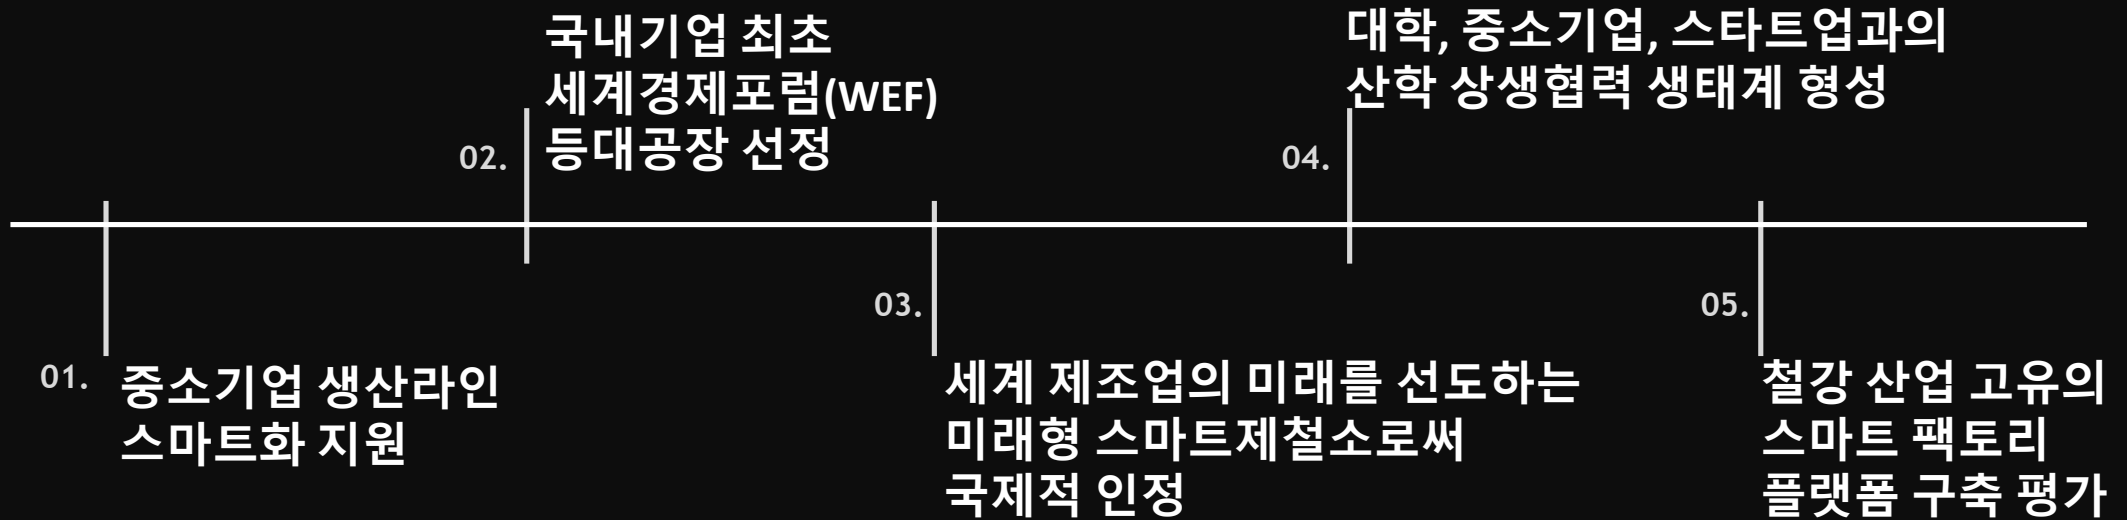 01.
중소기업 생산라인
스마트화 지원
02.
국내기업 최초
세계경제포럼(WEF)
등대공장 선정
03.
세계 제조업의 미래를 선도하는
미래형 스마트제철소로써
국제적 인정
04.
대학, 중소기업, 스타트업과의
산학 상생협력 생태계 형성
05.
철강 산업 고유의
스마트 팩토리
플랫폼 구축 평가